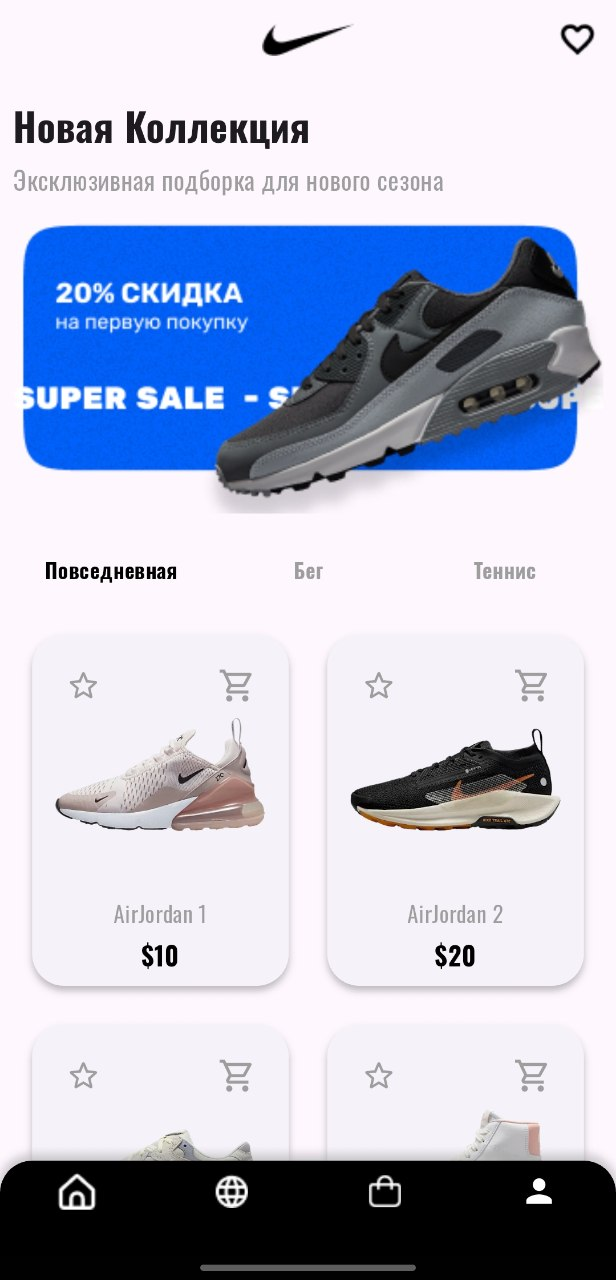 Новая Коллекция
Эксклюзивная подборка для нового сезона
20% СКИДКА
на первую покупку
SUPER SALE - S
UP
Повседневная
Бег
Теннис
AirJordan 1
AirJordan 2
$10
$20